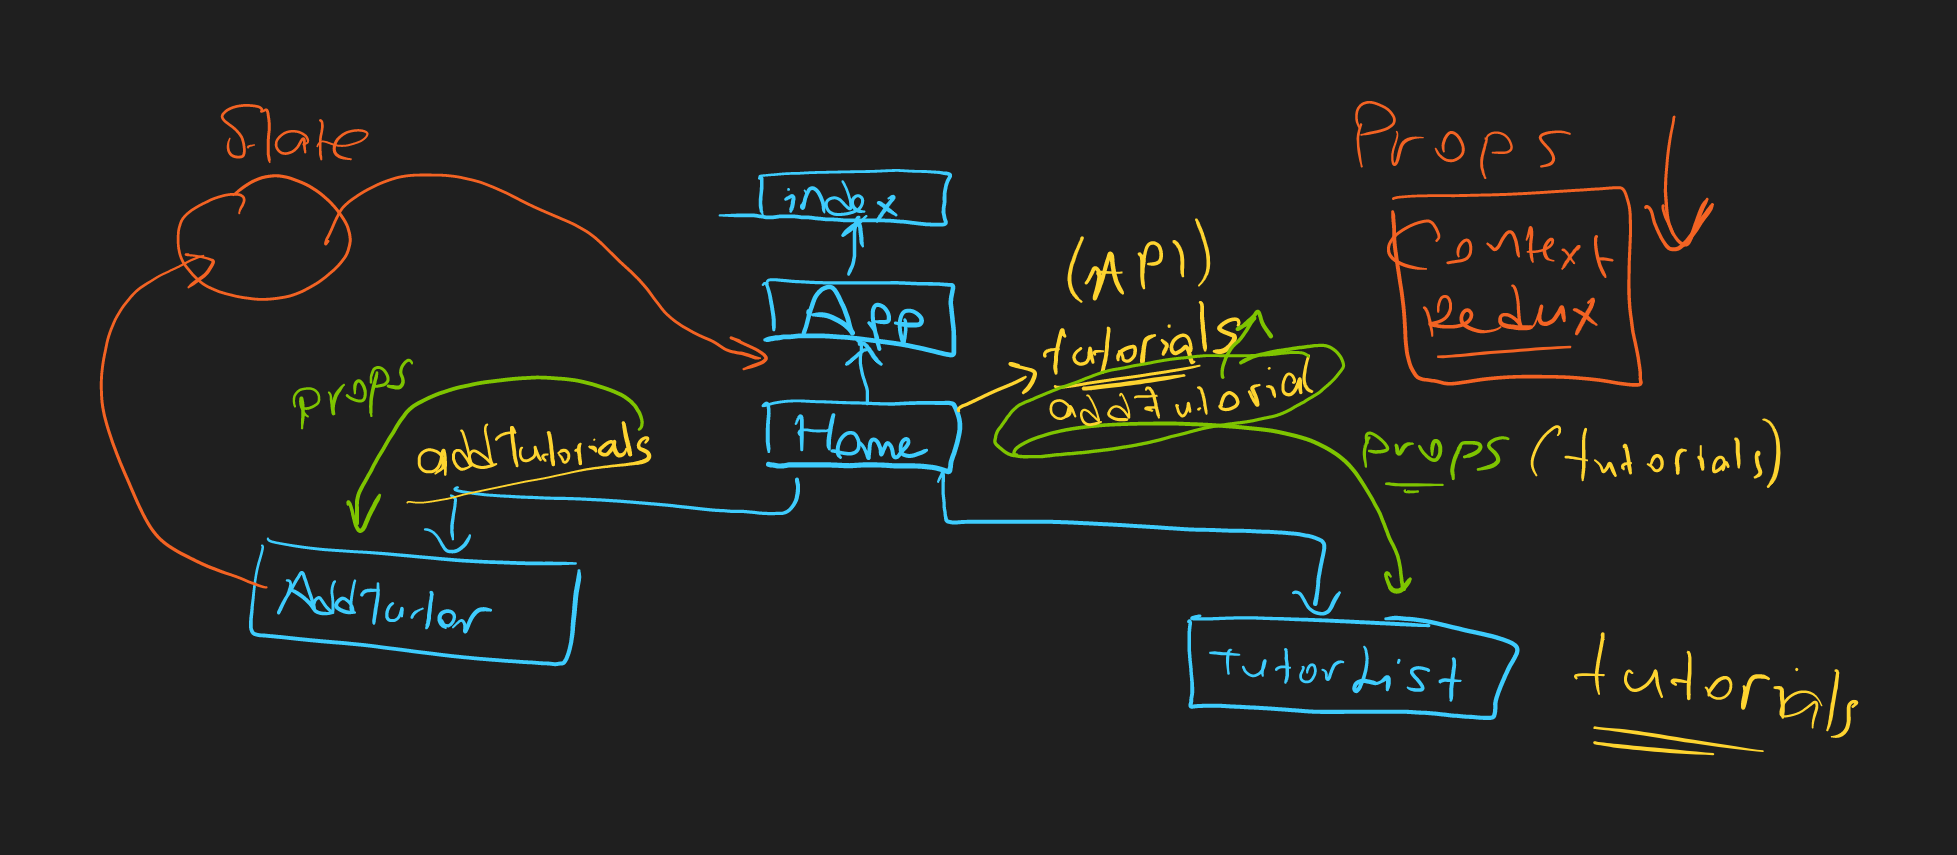 State
Props
index
Context
Redux
(API)
App
tutorials
addTutorial
props
addTutorials
Home
props (tutorials)
AddTutor
TutorList
tutorials